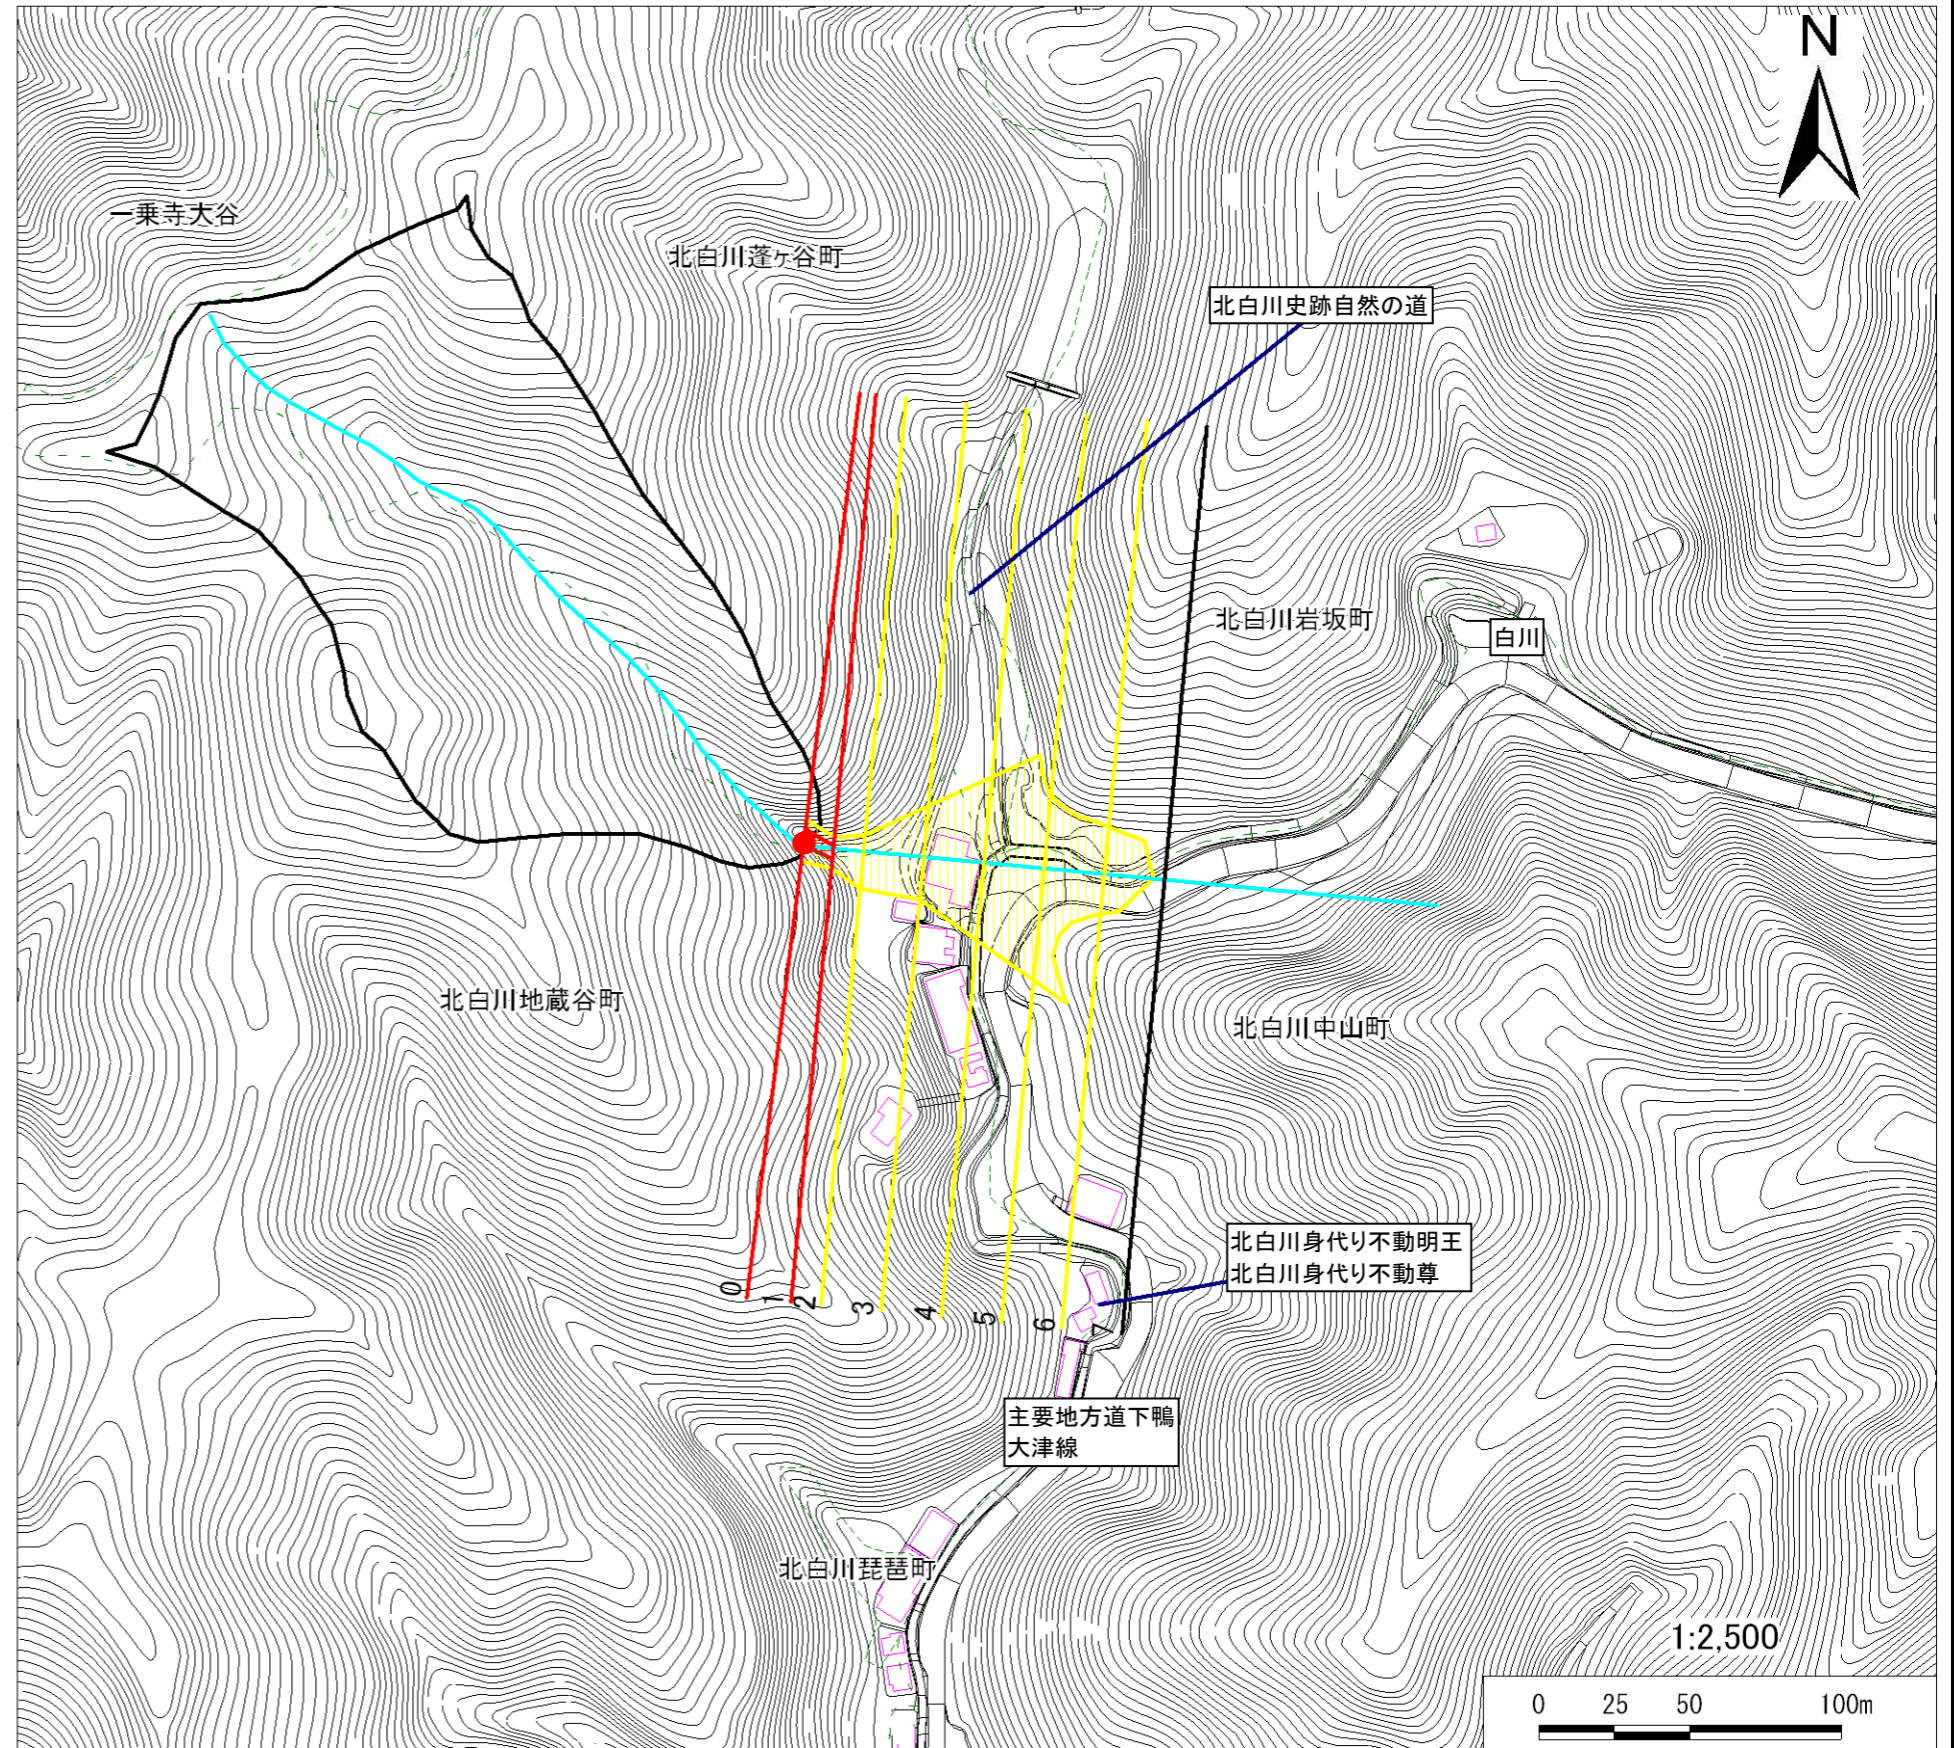 N
一乗寺大谷
北白川蓬ヶ谷町
北白川史跡自然の道
北白川岩坂町
白川
北白川地蔵谷町
北白川中山町
北白川身代り不動明王
北白川身代り不動尊
0
1
2
3
4
5
6
7
主要地方道下鴨
大津線
北白川琵琶町
1:2,500
0 25 50 100m